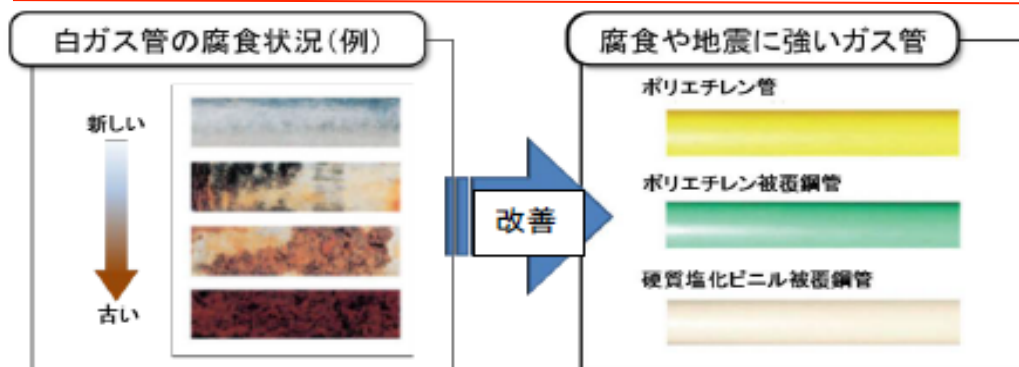 白ガス管の腐食状況(例)
新しい
古い
改善
腐食や地震に強いガス管
ポリエチレン管
ポリエチレン被覆鋼管
硬質塩化ビニル被覆鋼管